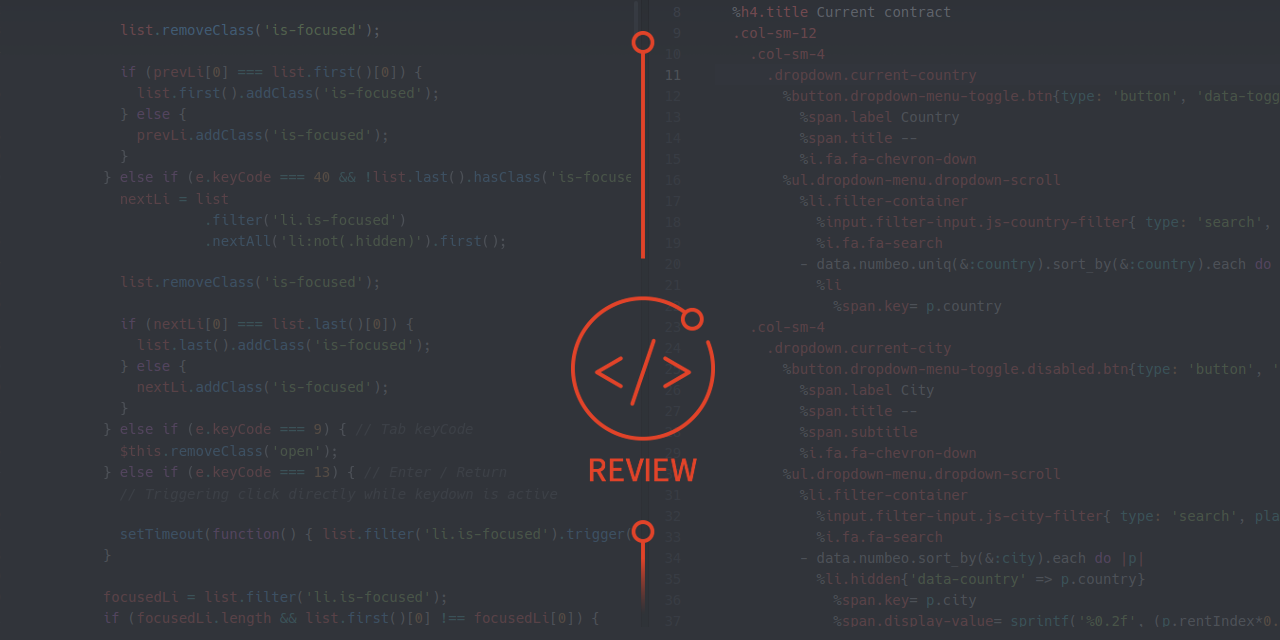 list.removeClass('is-focused');
if (prevLi[0] === list.first()[0]) {
list.first().addClass('is-focused');
} else {
prevLi.addClass('is-focused');
}
} else if (e.keyCode === 40 && !list.last().hasClass('is-focuse
nextLi = list
.filter('li.is-focused')
.nextAll('li:not(.hidden)').first();
list.removeClass('is-focused');
if (nextLi[0] === list.last()[0]) {
list.last().addClass('is-focused');
} else {
nextLi.addClass('is-focused');
}
} else if (e.keyCode === 9) { // Tab keyCode
$this.removeClass('open');
} else if (e.keyCode === 13) { // Enter / Return
// Triggering click directly while keydown is active
setTimeout(function() { list.filter('li.is-focused').trigger(
}
focusedLi = list.filter('li.is-focused');
if (focusedLi.length && list.first()[0] !== focusedLi[0]) {
</>
REVIEW
8 %h4.title Current contract
9 .col-sm-12
10 .col-sm-4
11 .dropdown.current-country
12 %button.dropdown-menu-toggle.btn{type: 'button', 'data-togg
13 %span.label Country
14 %span.title --
15 %i.fa.fa-chevron-down
16 %ul.dropdown-menu.dropdown-scroll
17 %li.filter-container
18 %input.filter-input.js-country-filter{ type: 'search',
19 %i.fa.fa-search
20 - data.numbeo.uniq(&:country).sort_by(&:country).each do
21 %li
%span.key= p.country
23 .col-sm-4
24 .dropdown.current-city
%button.dropdown-menu-toggle.disabled.btn{type: 'button', '
26 %span.label City
27 %span.title --
28 %span.subtitle
%i.fa.fa-chevron-down
%ul.dropdown-menu.dropdown-scroll
31 %li.filter-container
32 %input.filter-input.js-city-filter{ type: 'search', pla
33 %i.fa.fa-search
34 - data.numbeo.sort_by(&:city).each do |p|
35 %li.hidden{'data-country' => p.country}
36 %span.key= p.city
37 %span.display-value= sprintf('%0.2f', (p.rentIndex*0.